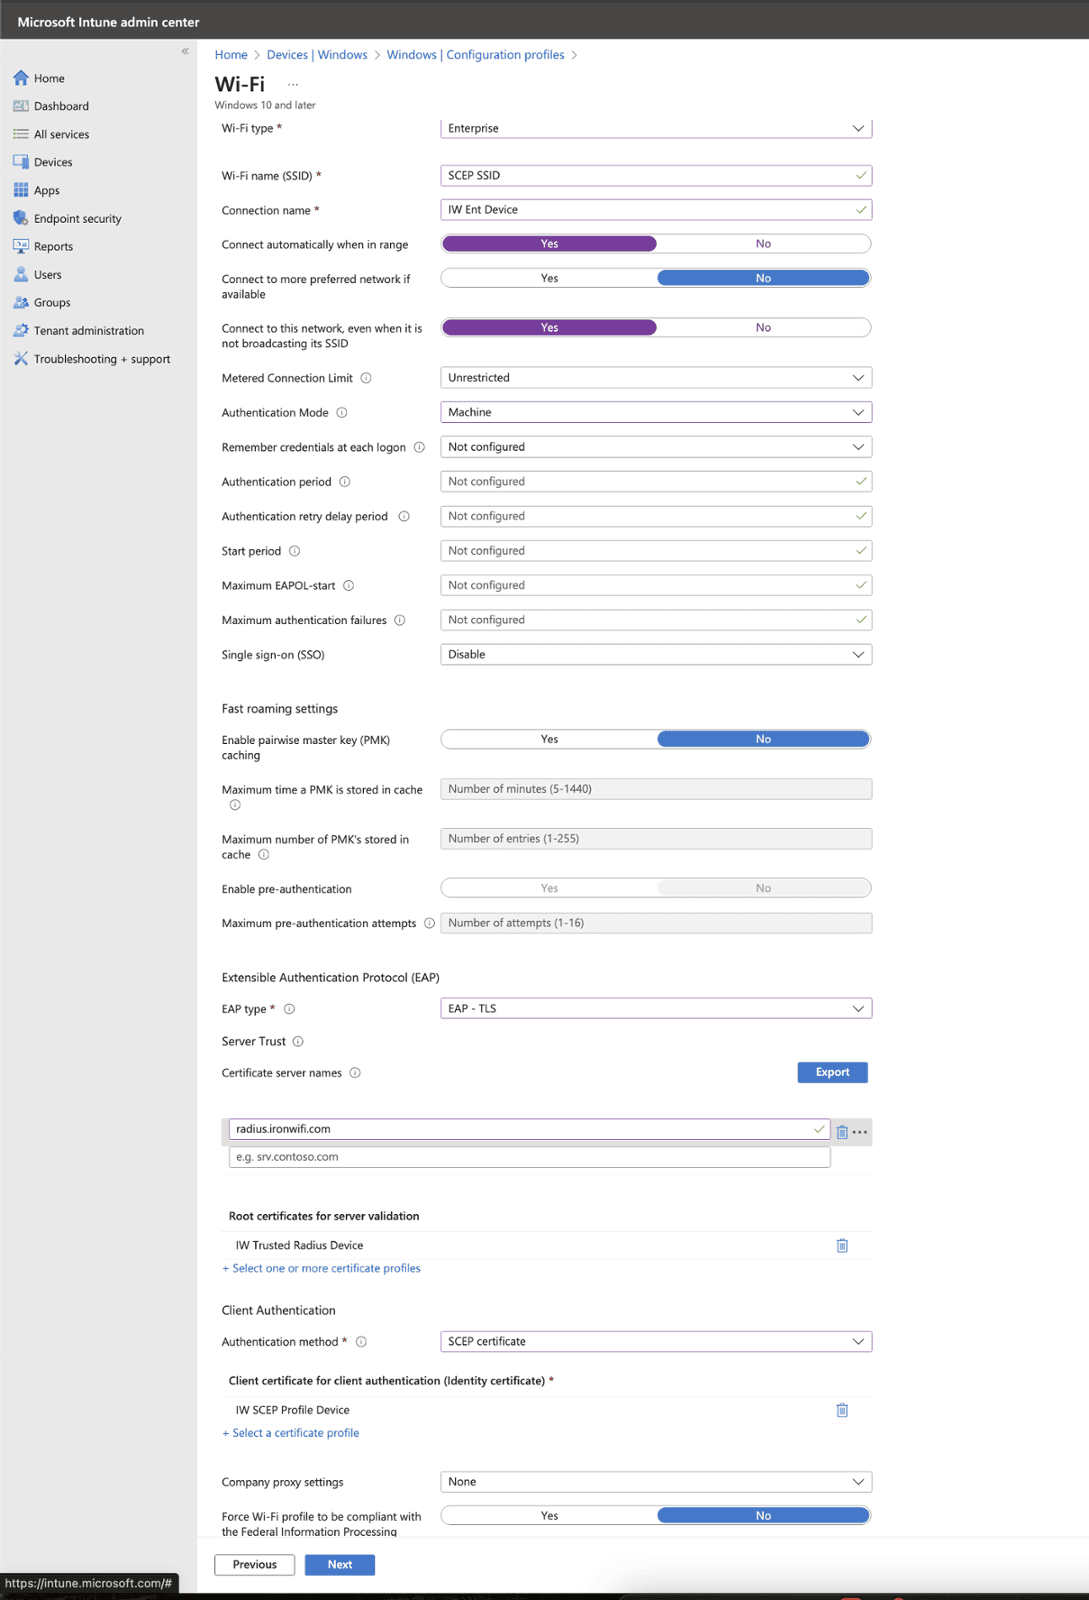 Microsoft Intune admin center
«
Home
Dashboard
All services
Devices
Apps
Endpoint security
Reports
Users
Groups
Tenant administration
Troubleshooting + support
Home > Devices | Windows > Windows | Configuration profiles >
Wi-Fi ...
Windows 10 and later
Wi-Fi type * Enterprise
Wi-Fi name (SSID) * SCEP SSID
Connection name * IW Ent Device
Connect automatically when in range Yes No
Connect to more preferred network if
available
Yes No
Connect to this network, even when it is
not broadcasting its SSID
Yes No
Metered Connection Limit Unrestricted
Authentication Mode Machine
Remember credentials at each logon Not configured
Authentication period Not configured
Authentication retry delay period Not configured
Start period Not configured
Maximum EAPOL-start Not configured
Maximum authentication failures Not configured
Single sign-on (SSO) Disable
Fast roaming settings
Enable pairwise master key (PMK)
caching
Yes No
Maximum time a PMK is stored in cache
Number of minutes (5-1440)
Maximum number of PMK's stored in
cache
Number of entries (1-255)
Enable pre-authentication Yes No
Maximum pre-authentication attempts Number of attempts (1-16)
Extensible Authentication Protocol (EAP)
EAP type * EAP - TLS
Server Trust
Certificate server names Export
radius.ironwifi.com
e.g. srv.contoso.com
Root certificates for server validation
IW Trusted Radius Device
+ Select one or more certificate profiles
Client Authentication
Authentication method * SCEP certificate
Client certificate for client authentication (Identity certificate) *
IW SCEP Profile Device
+ Select a certificate profile
Company proxy settings None
Force Wi-Fi profile to be compliant with
the Federal Information Processing
Yes No
Previous Next
https://intune.microsoft.com/#